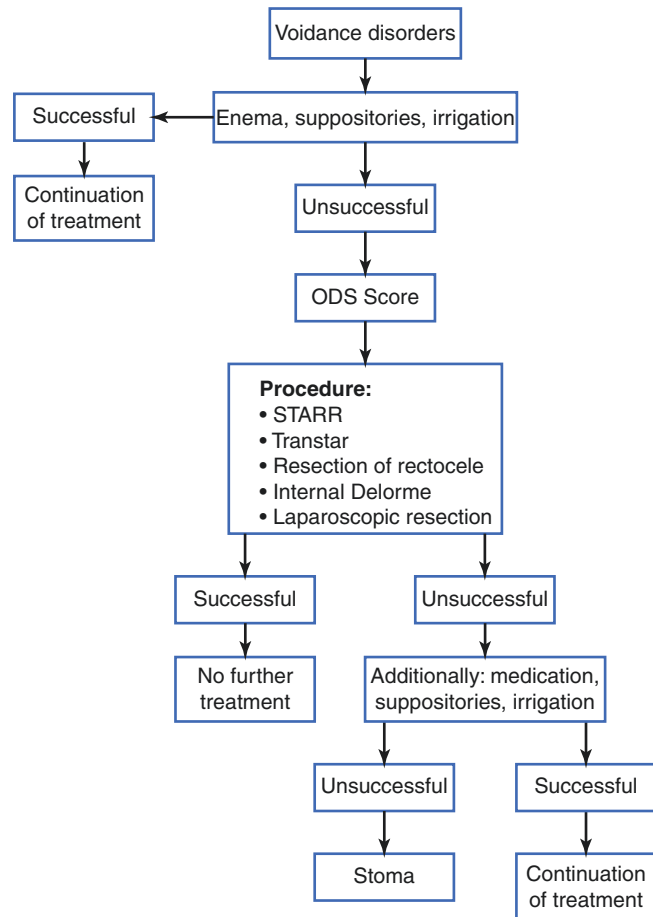 Voidance disorders
Successful
Enema, suppositories, irrigation
Continuation
of treatment
Unsuccessful
ODS Score
Procedure:
• STARR
• Transtar
• Resection of rectocele
• Internal Delorme
• Laparoscopic resection
Successful
Unsuccessful
No further
treatment
Additionally: medication,
suppositories, irrigation
Unsuccessful
Successful
Stoma
Continuation
of treatment